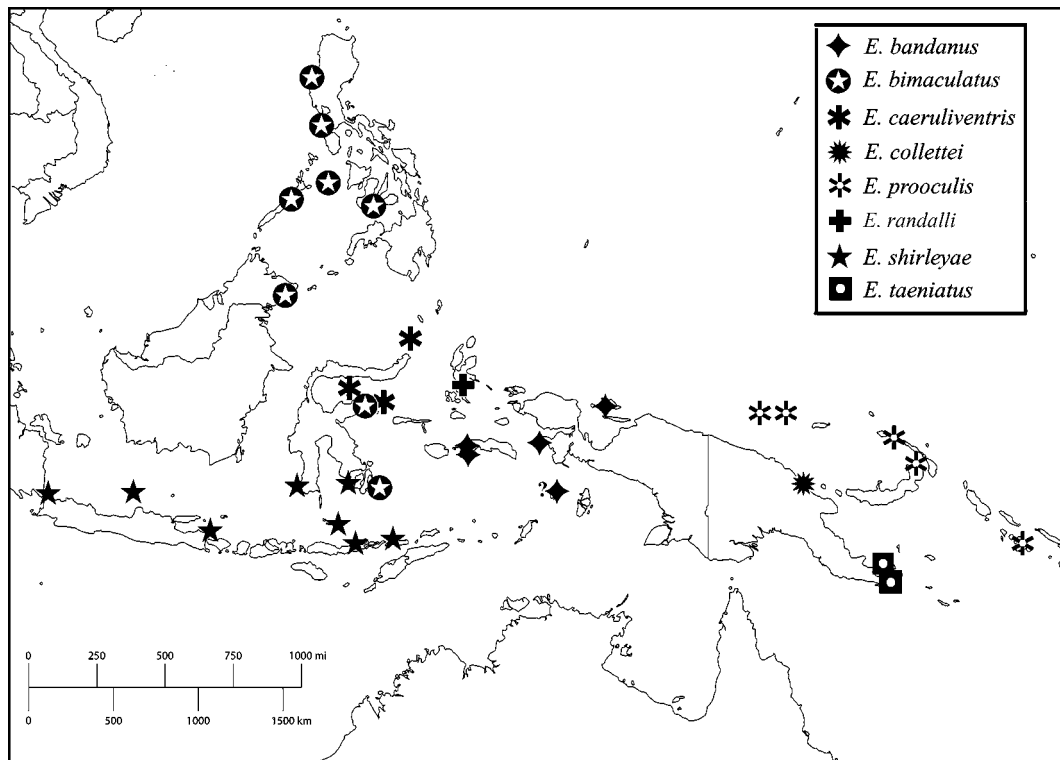 E. bandanus
E. bimaculatus
E. caeruliventris
E. collettei
E. prooculis
E. randalli
E. shirleyae
E. taeniatus
?
0 250 500 750 1000 mi
0 500 1000 1500 km